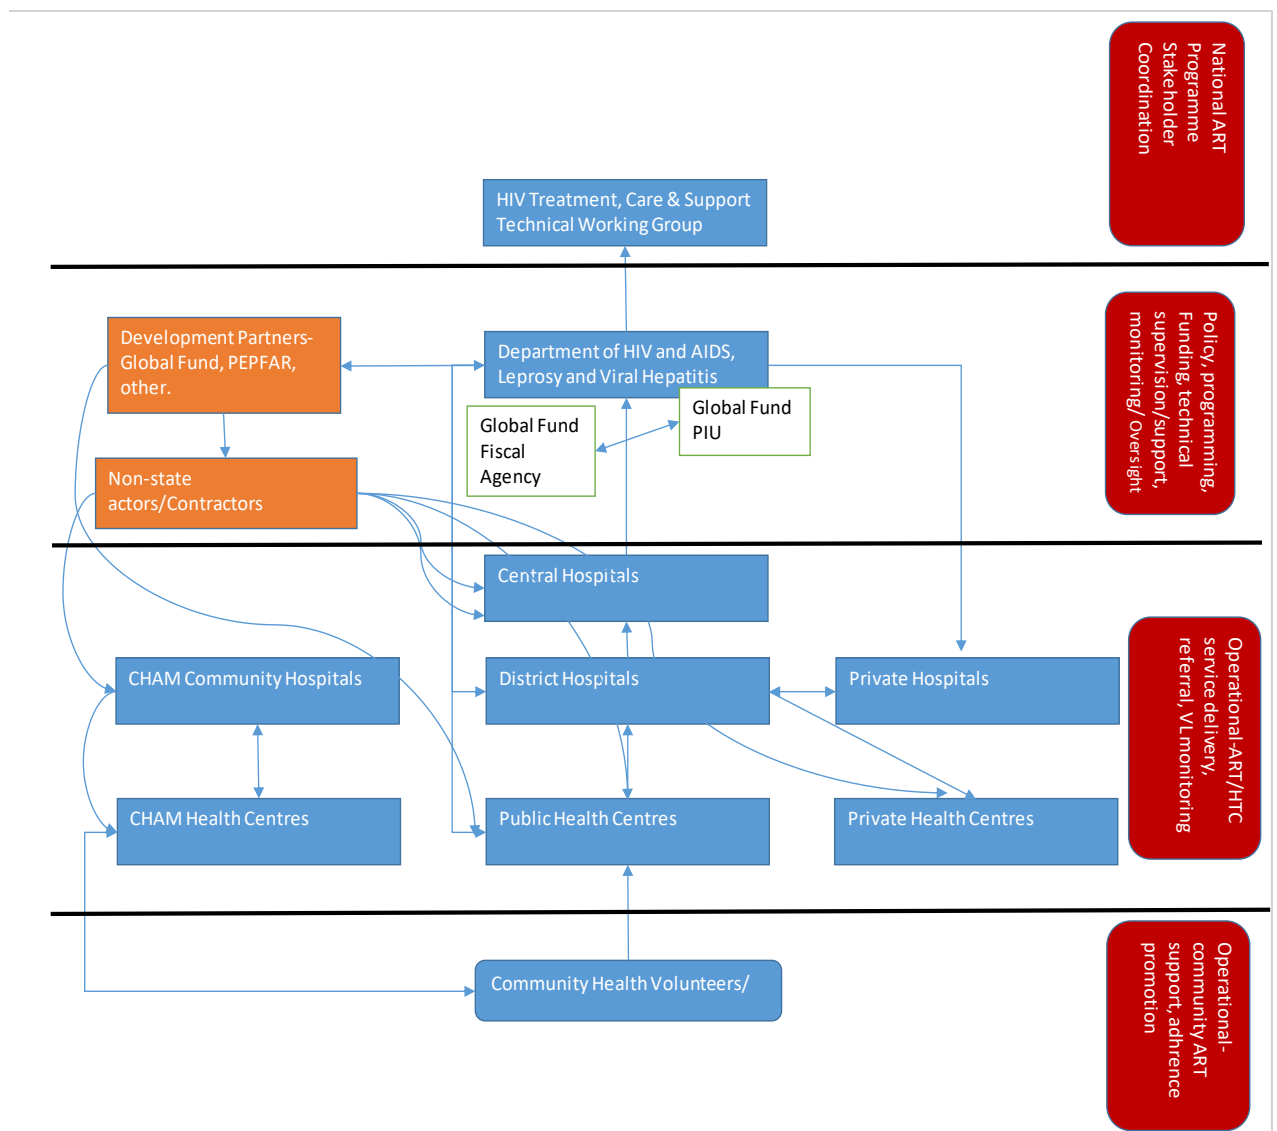 National ART
Programme
Stakeholder
Coordination
HIV Treatment, Care & Support
Technical Working Group
Development Partners-
Global Fund, PEPFAR,
other.
Department of HIV and AIDS,
Leprosy and Viral Hepatitis
Policy, programming,
Funding, technical
supervision/support,
monitoring/ Oversight
Global Fund
Fiscal
Agency
Global Fund
PIU
Non-state
actors/Contractors
Central Hospitals
CHAM Community Hospitals
District Hospitals
Private Hospitals
Operational-ART/HTC
service delivery,
referral, VL monitoring
CHAM Health Centres
Public Health Centres
Private Health Centres
Community Health Volunteers/
Operational-
community ART
support, adhrence
promotion